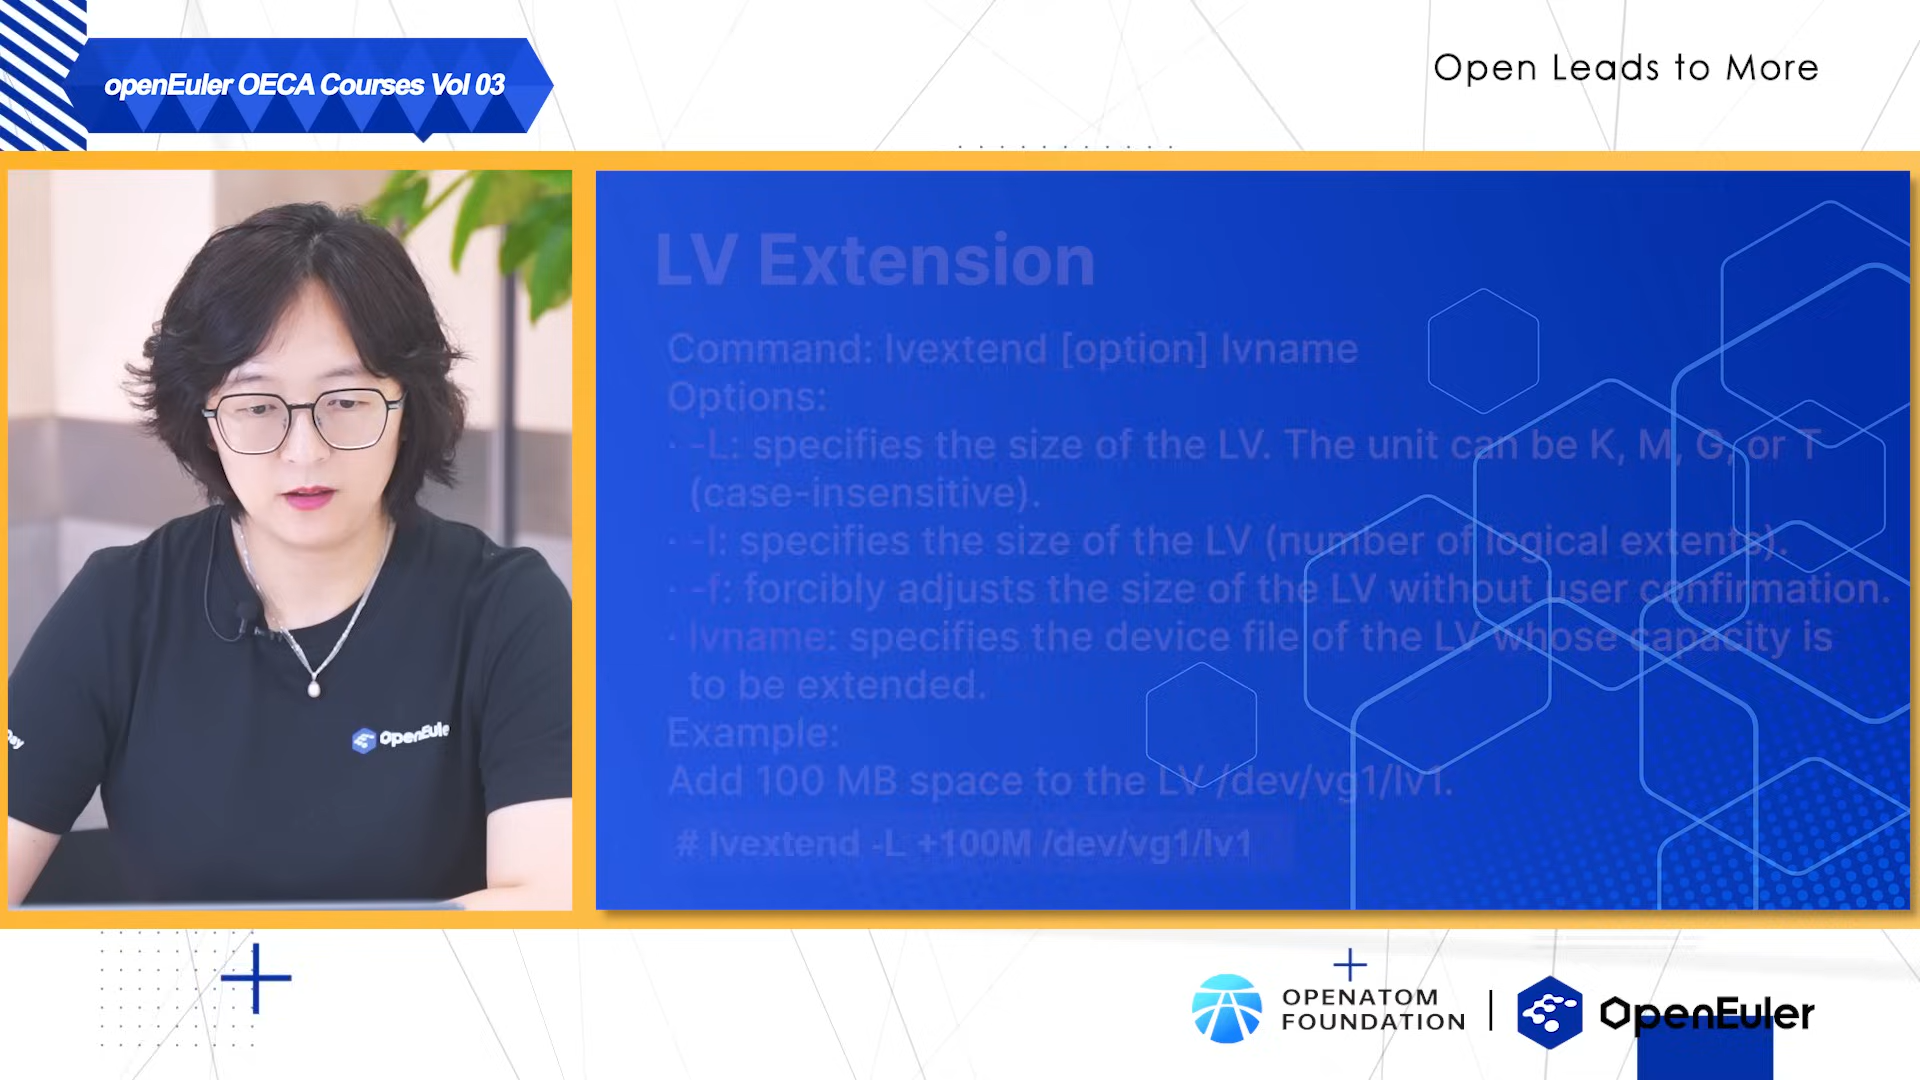 openEuler OECA Courses Vol 03
Open Leads to More
LV Extension
Command: lvextend [option] lvname
Options:
· -L: specifies the size of the LV. The unit can be K, M, G, or T
(case-insensitive).
· -l: specifies the size of the LV (number of logical extents).
· -f: forcibly adjusts the size of the LV without user confirmation.
· lvname: specifies the device file of the LV whose capacity is
to be extended.
Example:
Add 100 MB space to the LV /dev/vg1/lv1.
# lvextend -L +100M /dev/vg1/lv1
Day
OpenEule
OPENATOM
FOUNDATION
OpenEuler